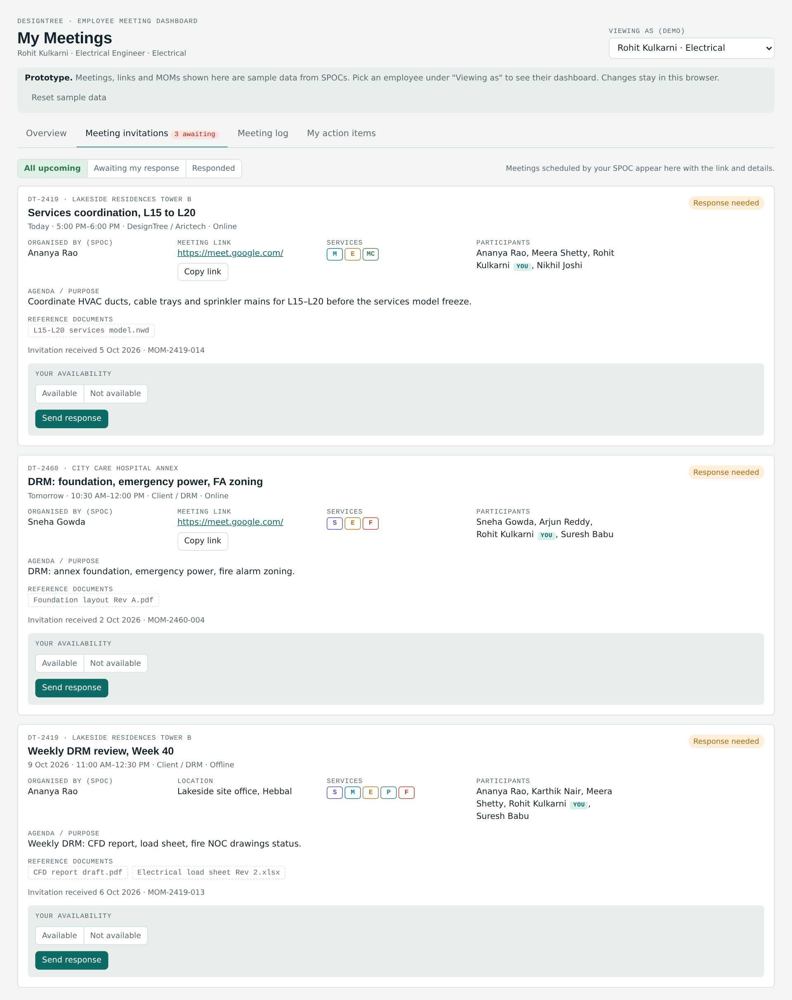 DESIGNTREE · EMPLOYEE MEETING DASHBOARD
My Meetings
Rohit Kulkarni · Electrical Engineer · Electrical
VIEWING AS (DEMO)
Rohit Kulkarni · Electrical
Prototype. Meetings, links and MOMs shown here are sample data from SPOCs. Pick an employee under "Viewing as" to see their dashboard. Changes stay in this browser.
Reset sample data
Overview
Meeting invitations 3 awaiting
Meeting log
My action items
All upcoming
Awaiting my response
Responded
Meetings scheduled by your SPOC appear here with the link and details.
DT-2419 · LAKESIDE RESIDENCES TOWER B
Response needed
Services coordination, L15 to L20
Today · 5:00 PM–6:00 PM · DesignTree / Arictech · Online
ORGANISED BY (SPOC)
Ananya Rao
MEETING LINK
https://meet.google.com/
Copy link
SERVICES
M E MC
PARTICIPANTS
Ananya Rao, Meera Shetty, Rohit
Kulkarni YOU, Nikhil Joshi
AGENDA / PURPOSE
Coordinate HVAC ducts, cable trays and sprinkler mains for L15–L20 before the services model freeze.
REFERENCE DOCUMENTS
L15-L20 services model.nwd
Invitation received 5 Oct 2026 · MOM-2419-014
YOUR AVAILABILITY
Available
Not available
Send response
DT-2460 · CITY CARE HOSPITAL ANNEX
Response needed
DRM: foundation, emergency power, FA zoning
Tomorrow · 10:30 AM–12:00 PM · Client / DRM · Online
ORGANISED BY (SPOC)
Sneha Gowda
MEETING LINK
https://meet.google.com/
Copy link
SERVICES
S E F
PARTICIPANTS
Sneha Gowda, Arjun Reddy,
Rohit Kulkarni YOU, Suresh Babu
AGENDA / PURPOSE
DRM: annex foundation, emergency power, fire alarm zoning.
REFERENCE DOCUMENTS
Foundation layout Rev A.pdf
Invitation received 2 Oct 2026 · MOM-2460-004
YOUR AVAILABILITY
Available
Not available
Send response
DT-2419 · LAKESIDE RESIDENCES TOWER B
Response needed
Weekly DRM review, Week 40
9 Oct 2026 · 11:00 AM–12:30 PM · Client / DRM · Offline
ORGANISED BY (SPOC)
Ananya Rao
LOCATION
Lakeside site office, Hebbal
SERVICES
S M E P F
PARTICIPANTS
Ananya Rao, Karthik Nair, Meera
Shetty, Rohit Kulkarni YOU,
Suresh Babu
AGENDA / PURPOSE
Weekly DRM: CFD report, load sheet, fire NOC drawings status.
REFERENCE DOCUMENTS
CFD report draft.pdf
Electrical load sheet Rev 2.xlsx
Invitation received 6 Oct 2026 · MOM-2419-013
YOUR AVAILABILITY
Available
Not available
Send response